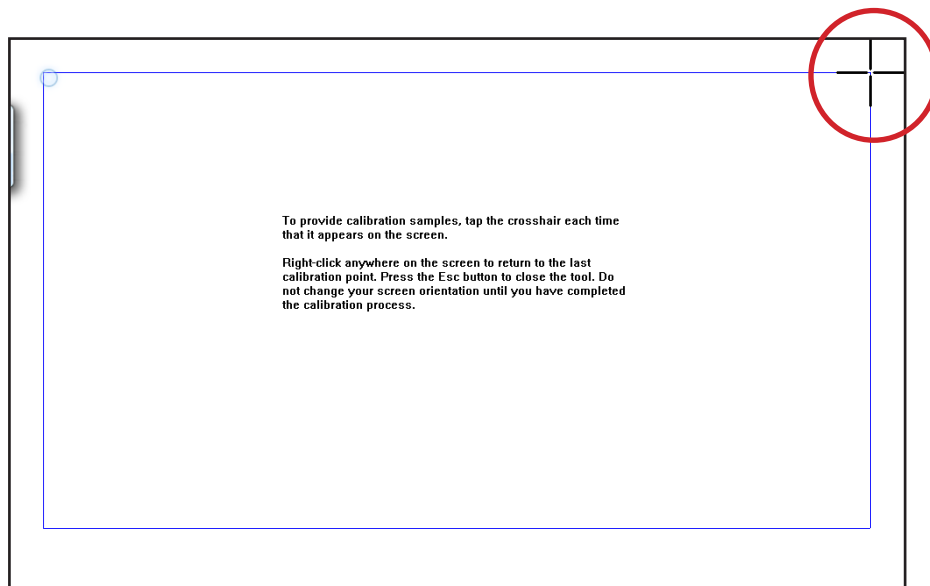 To provide calibration samples, tap the crosshair each time
that it appears on the screen.
Right-click anywhere on the screen to return to the last
calibration point. Press the Esc button to close the tool. Do
not change your screen orientation until you have completed
the calibration process.